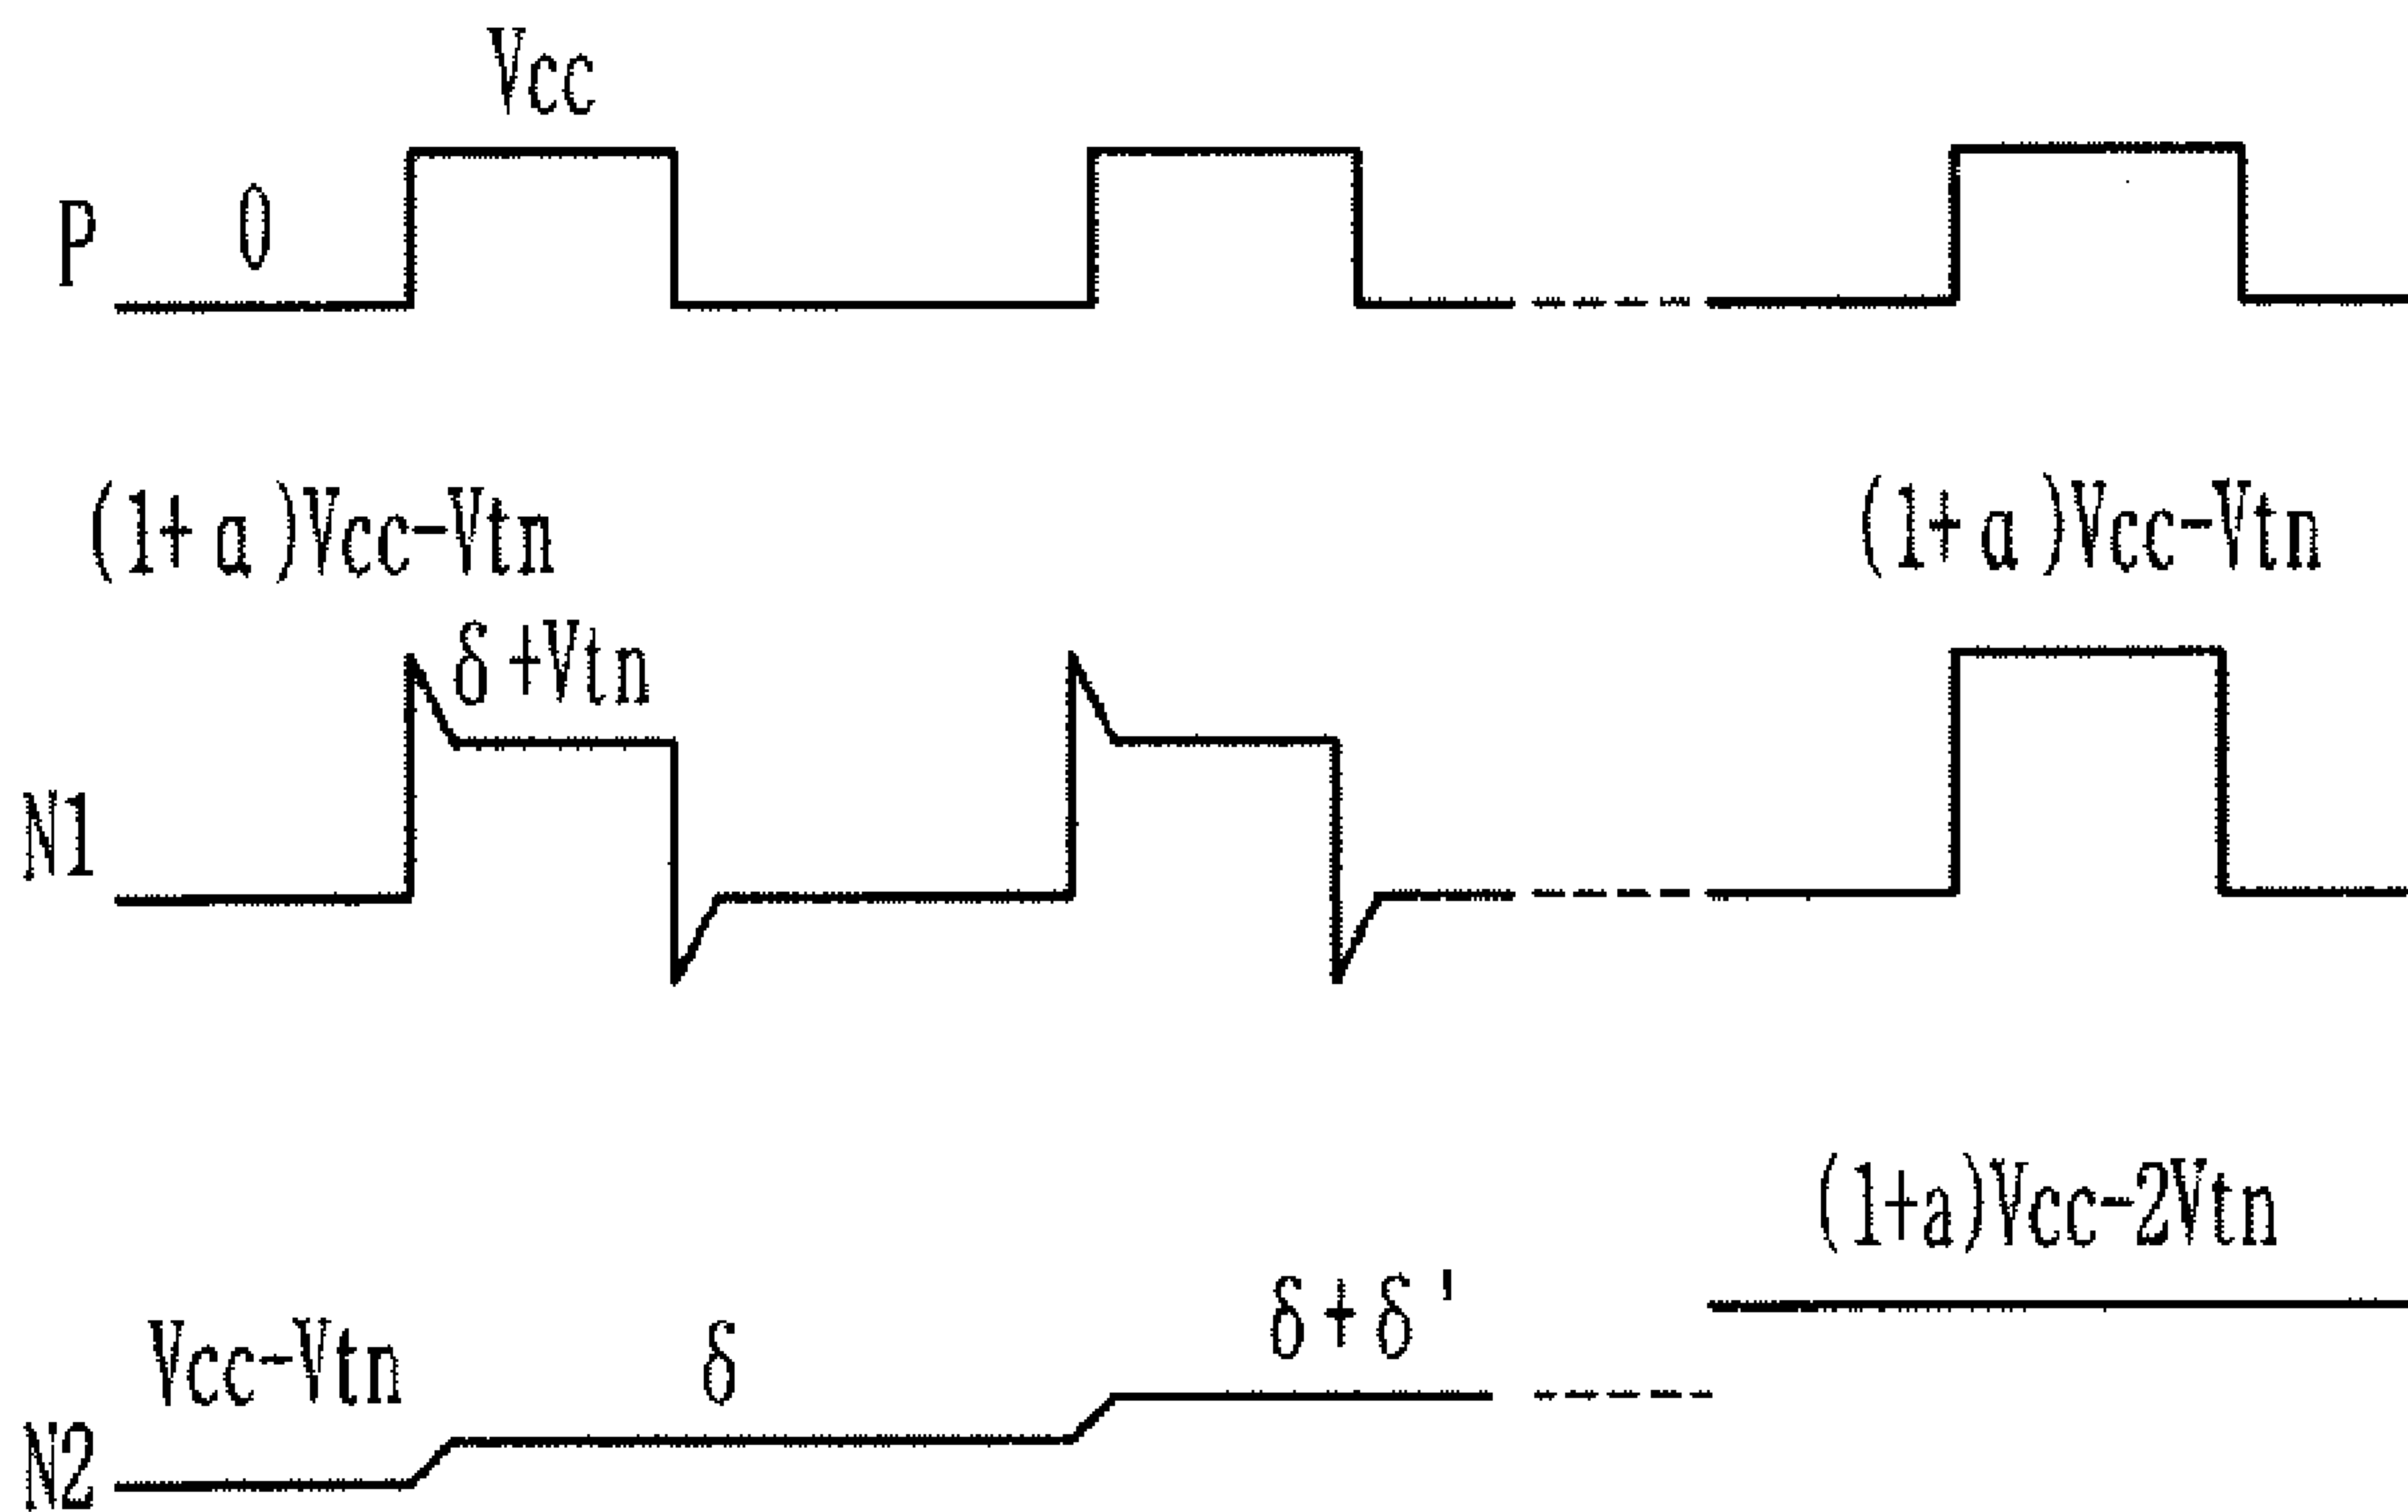 Vcc
P 0
(1+ a )Vcc-Vtn (1+ a )Vcc-Vtn
δ+Vtn
N1
(1+a)Vcc-2Vtn
Vcc-Vtn δ δ+δ'
N2